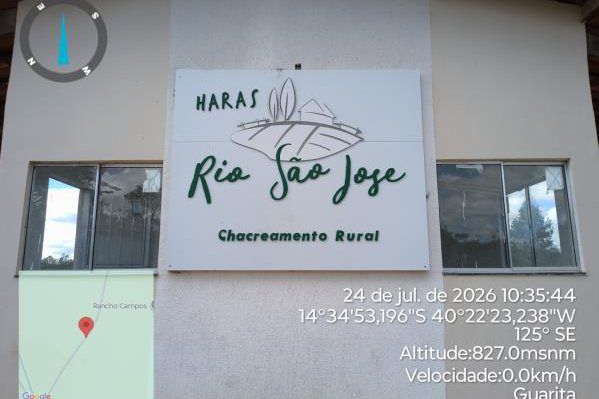 S
E
N
W
HARAS
Rio São Jose
Chacreamento Rural
Rancho Campos
Google
24 de jul. de 2026 10:35:44
14°34'53,196"S 40°22'23,238"W
125° SE
Altitude:827.0msnm
Velocidade:0.0km/h
Guarita